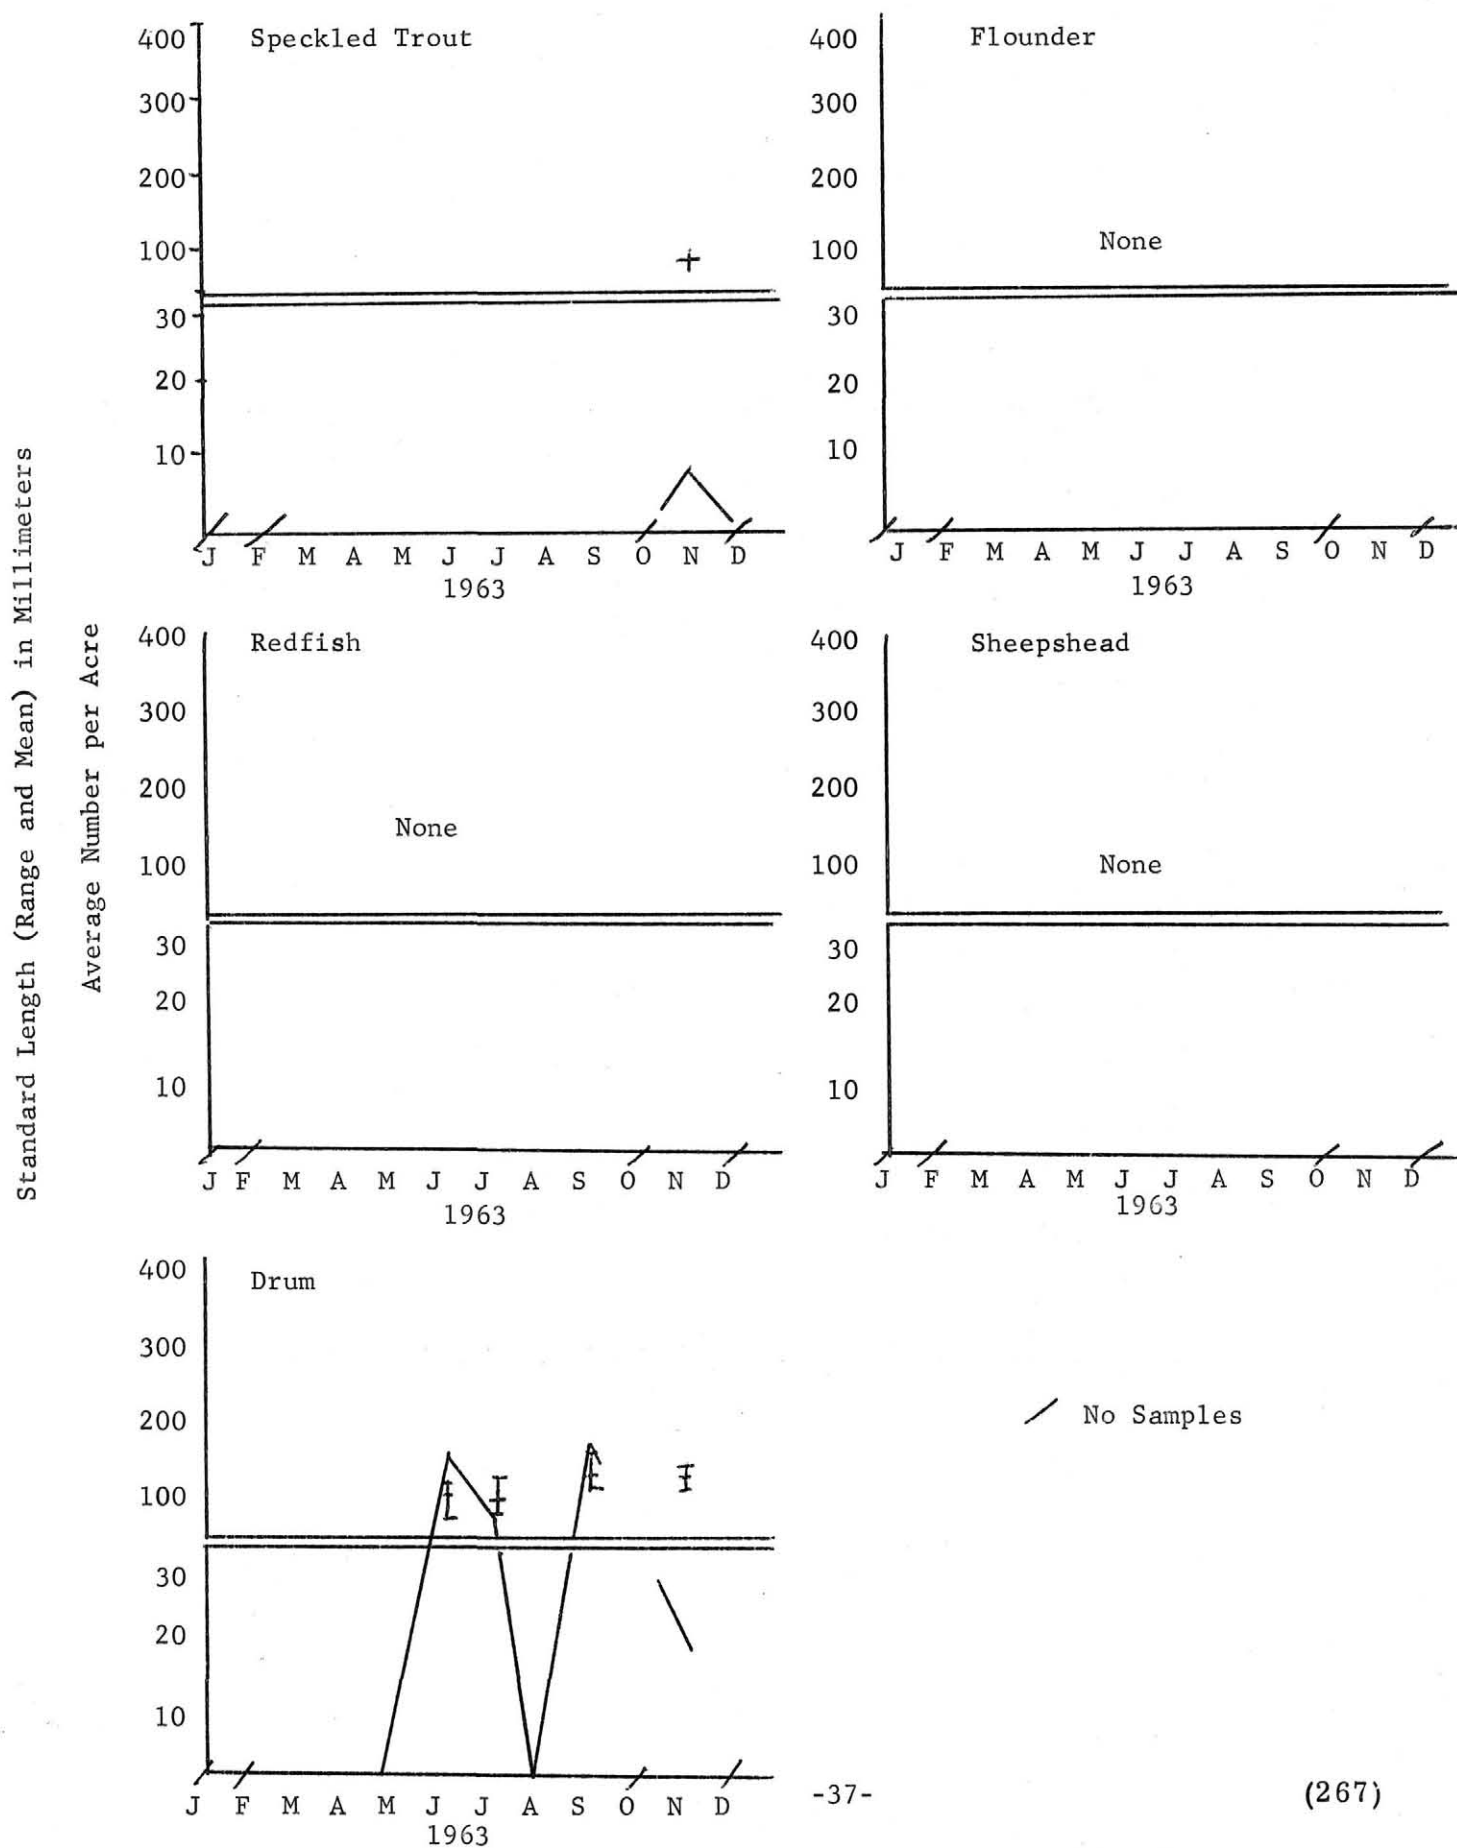 Standard Length (Range and Mean) in Millimeters
Average Number per Acre
Speckled Trout
400
300
200
100
30
20
10
J F M A M J J A S O N D
1963
Flounder
400
300
200
100
None
30
20
10
J F M A M J J A S O N D
1963
Redfish
400
300
200
None
100
30
20
10
J F M A M J J A S O N D
1963
Sheepshead
400
300
200
100
None
30
20
10
J F M A M J J A S O N D
1963
Drum
400
300
200
100
30
20
10
J F M A M J J A S O N D
1963
No Samples
-37-
(267)